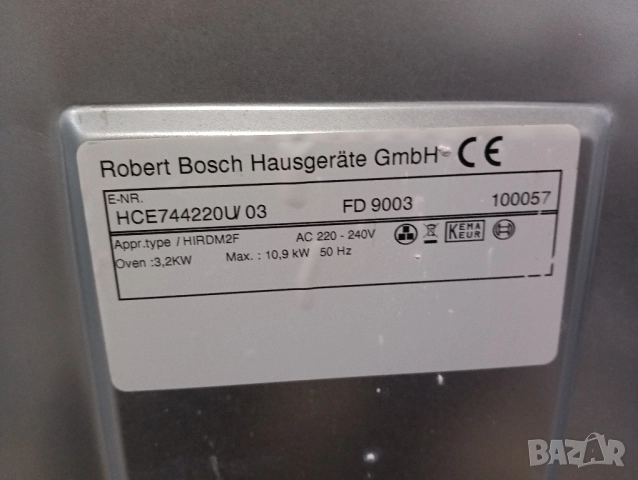 Robert Bosch Hausgeräte GmbH CE
E-NR.
HCE744220U/ 03 FD 9003 100057
Appr.type / HIRDM2F AC 220 - 240V KEMA EUR
Oven :3,2KW Max. : 10,9 kW 50 Hz
BAZAR